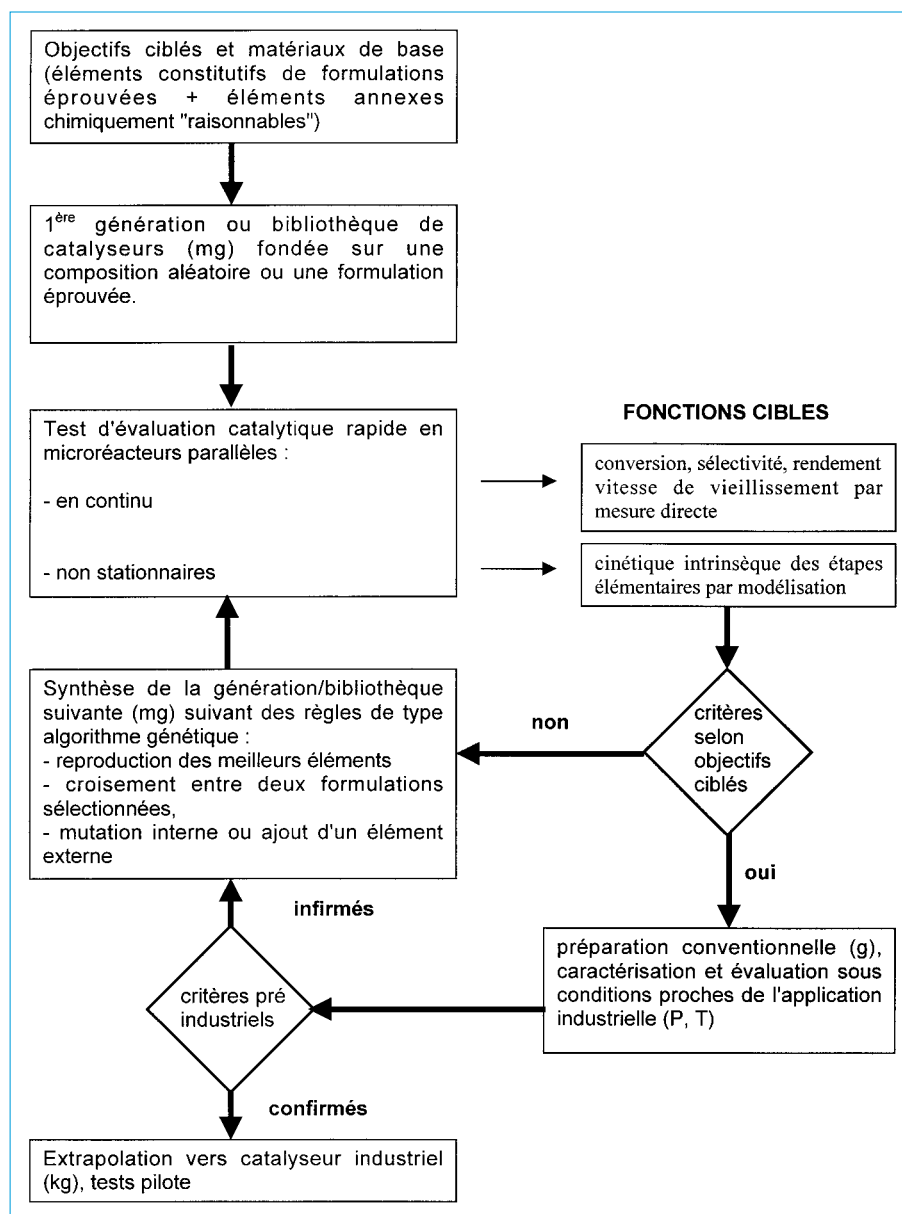 Objectifs ciblés et matériaux de base
(éléments constitutifs de formulations
éprouvées + éléments annexes
chimiquement "raisonnables")
1ère génération ou bibliothèque de
catalyseurs (mg) fondée sur une
composition aléatoire ou une formulation
éprouvée.
Test d'évaluation catalytique rapide en
microréacteurs parallèles :
- en continu
- non stationnaires
FONCTIONS CIBLES
conversion, sélectivité, rendement
vitesse de vieillissement par
mesure directe
cinétique intrinsèque des étapes
élémentaires par modélisation
critères
selon
objectifs
ciblés
non
oui
Synthèse de la génération/bibliothèque
suivante (mg) suivant des règles de type
algorithme génétique :
- reproduction des meilleurs éléments
- croisement entre deux formulations
sélectionnées,
- mutation interne ou ajout d'un élément
externe
préparation conventionnelle (g),
caractérisation et évaluation sous
conditions proches de l'application
industrielle (P, T)
infirmés
critères pré
industriels
confirmés
Extrapolation vers catalyseur industriel
(kg), tests pilote